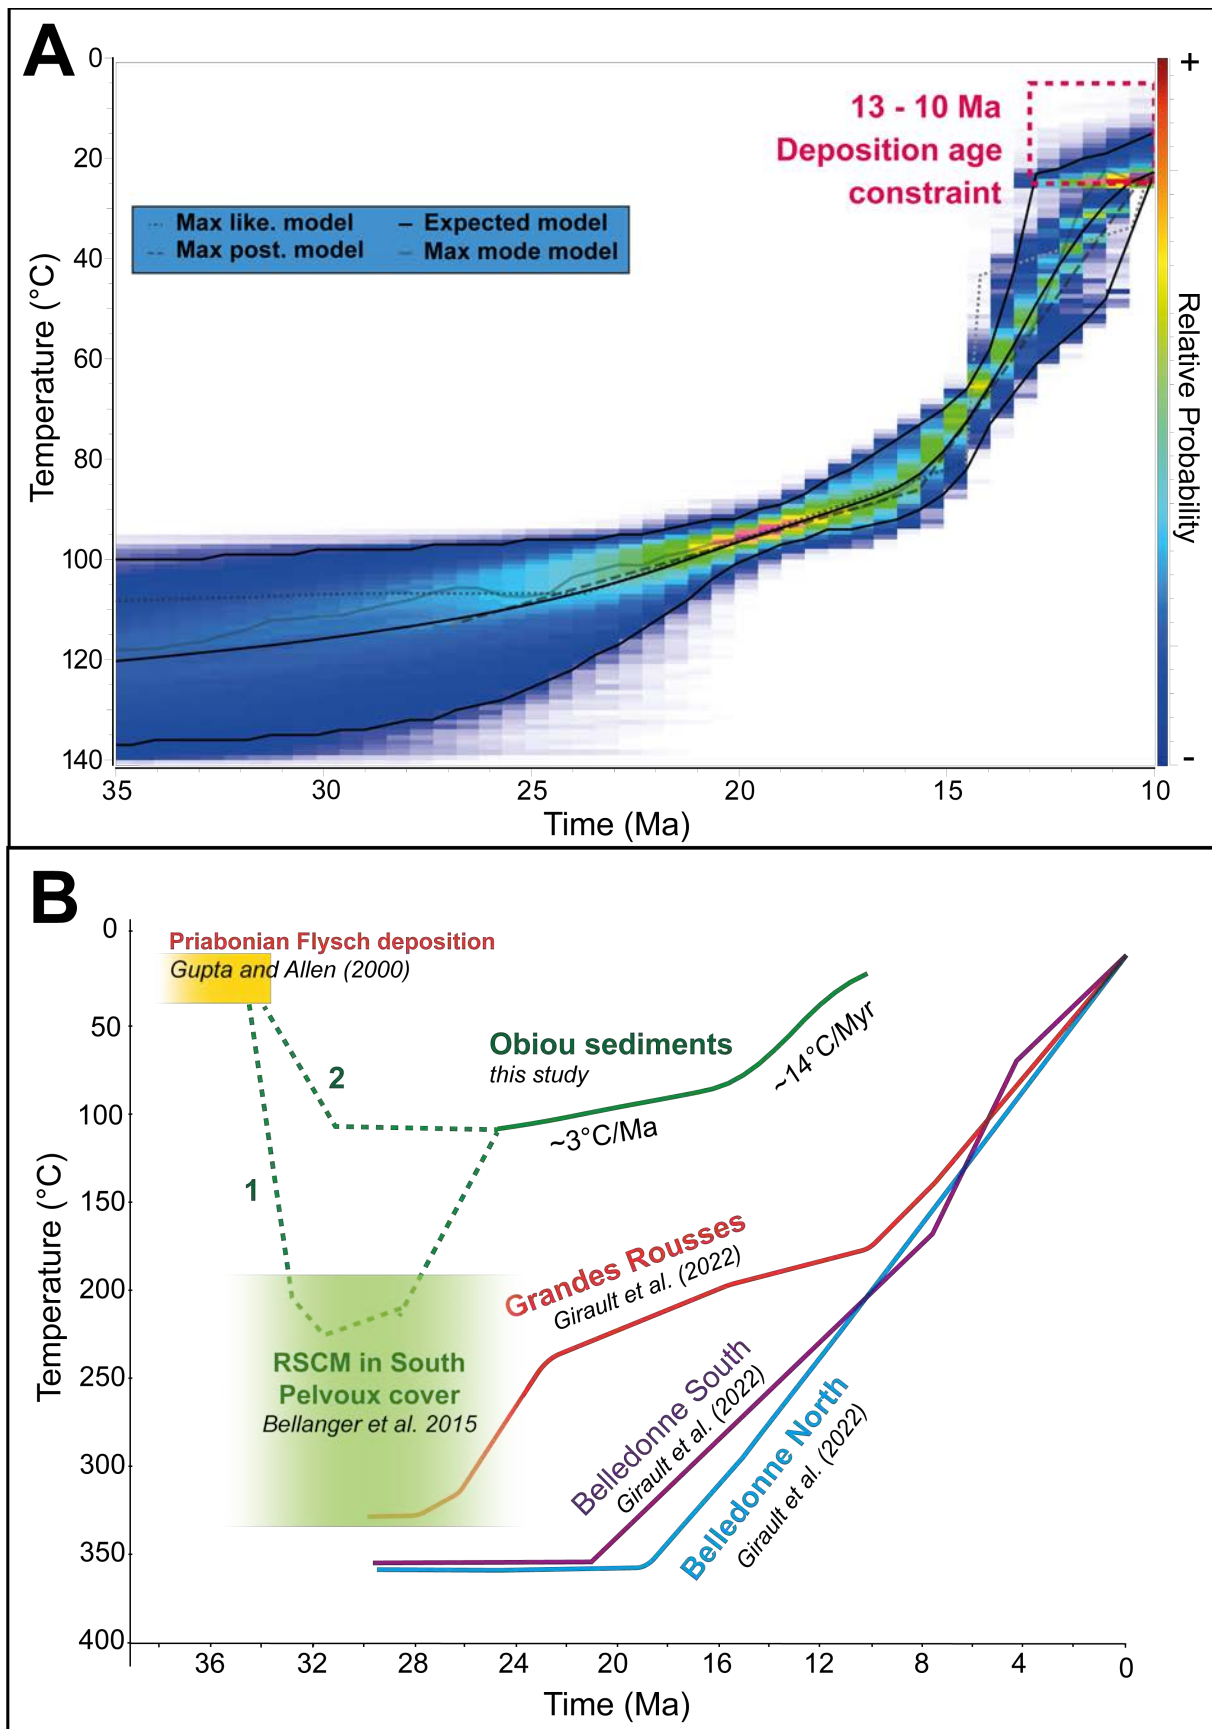 A
0
20
40
60
80
100
120
140
Temperature (°C)
13 - 10 Ma
Deposition age
constraint
Max like. model
Expected model
Max post. model
Max mode model
+
-
Relative Probability
35
30
25
20
15
10
Time (Ma)
B
0
50
100
150
200
250
300
350
400
Temperature (°C)
Priabonian Flysch deposition
Gupta and Allen (2000)
1
2
Obiou sediments
this study
~3°C/Ma
~14°C/Myr
RSCM in South
Pelvoux cover
Bellanger et al. 2015
Grandes Rousses
Girault et al. (2022)
Belledonne South
Girault et al. (2022)
Belledonne North
Girault et al. (2022)
36
32
28
24
20
16
12
8
4
0
Time (Ma)